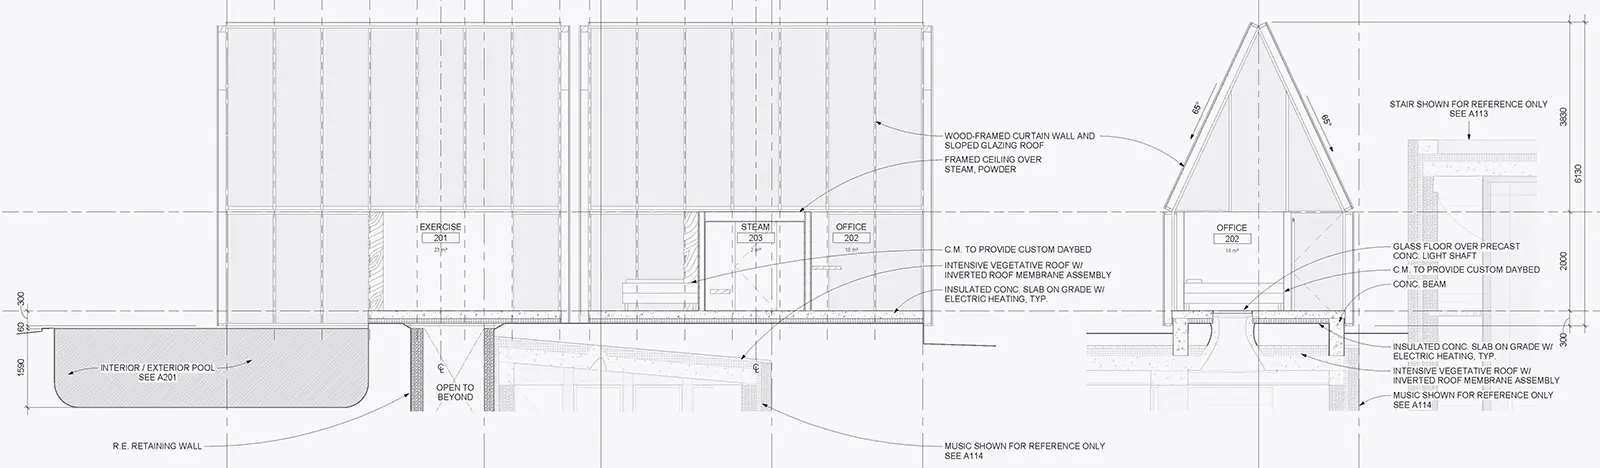 EXERCISE
201
23 m²
STEAM
203
2 m²
OFFICE
202
10 m²
WOOD-FRAMED CURTAIN WALL AND
SLOPED GLAZING ROOF
FRAMED CEILING OVER
STEAM, POWDER
C.M. TO PROVIDE CUSTOM DAYBED
INTENSIVE VEGETATIVE ROOF W/
INVERTED ROOF MEMBRANE ASSEMBLY
INSULATED CONC. SLAB ON GRADE W/
ELECTRIC HEATING, TYP.
300
60
1590
INTERIOR / EXTERIOR POOL
SEE A201
OPEN TO
BEYOND
R.E. RETAINING WALL
MUSIC SHOWN FOR REFERENCE ONLY
SEE A114
65°
65°
OFFICE
202
10 m²
STAIR SHOWN FOR REFERENCE ONLY
SEE A113
3830
6130
2000
300
GLASS FLOOR OVER PRECAST
CONC. LIGHT SHAFT
C.M. TO PROVIDE CUSTOM DAYBED
CONC. BEAM
INSULATED CONC. SLAB ON GRADE W/
ELECTRIC HEATING, TYP.
INTENSIVE VEGETATIVE ROOF W/
INVERTED ROOF MEMBRANE ASSEMBLY
MUSIC SHOWN FOR REFERENCE ONLY
SEE A114